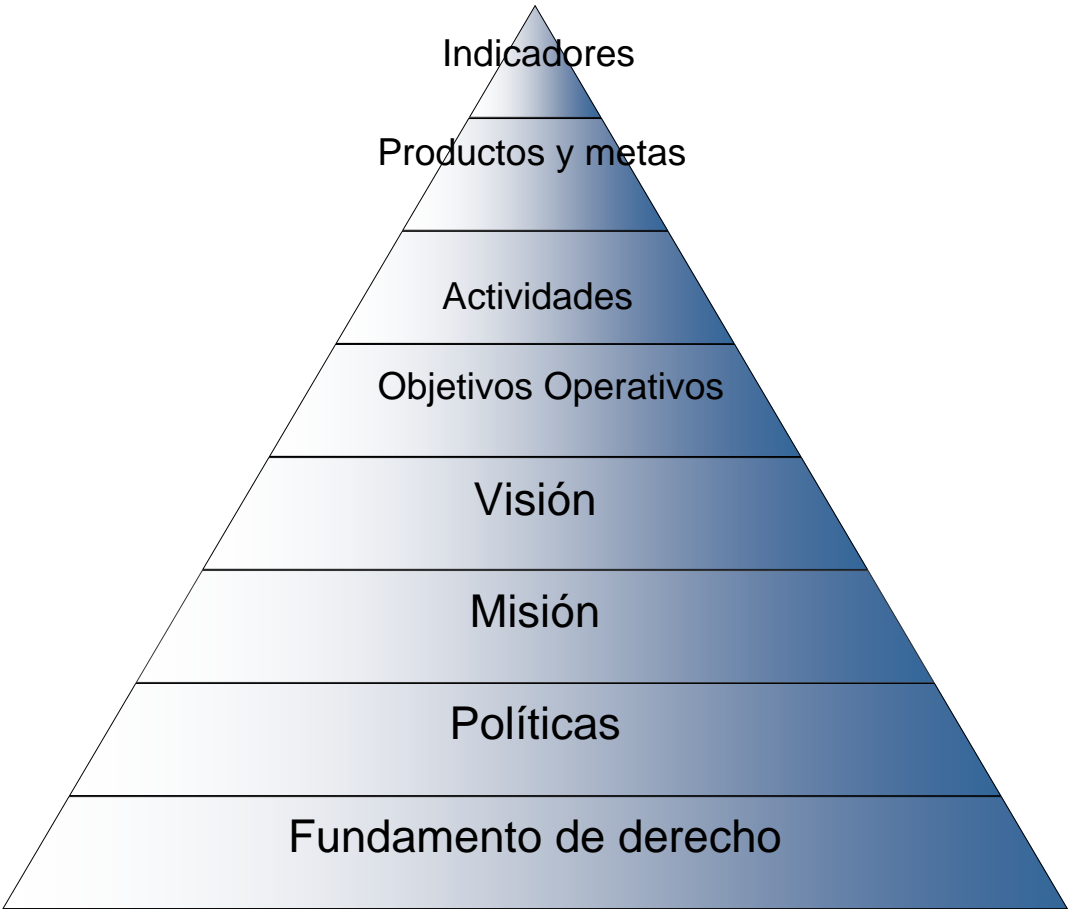 Indicadores
Productos y metas
Actividades
Objetivos Operativos
Visión
Misión
Políticas
Fundamento de derecho